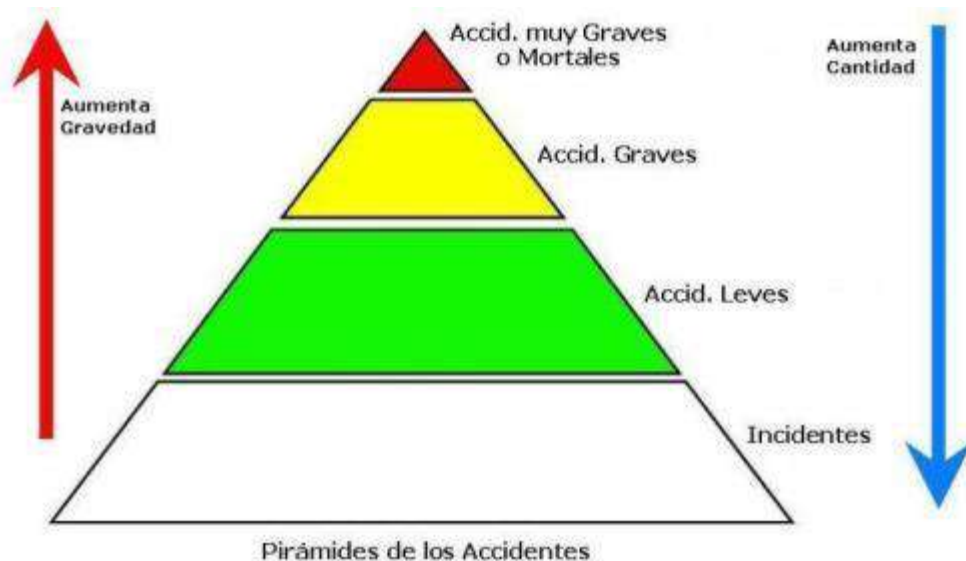 Accid. muy Graves
o Mortales
Aumenta
Cantidad
Aumenta
Gravedad
Accid. Graves
Accid. Leves
Incidentes
Pirámides de los Accidentes